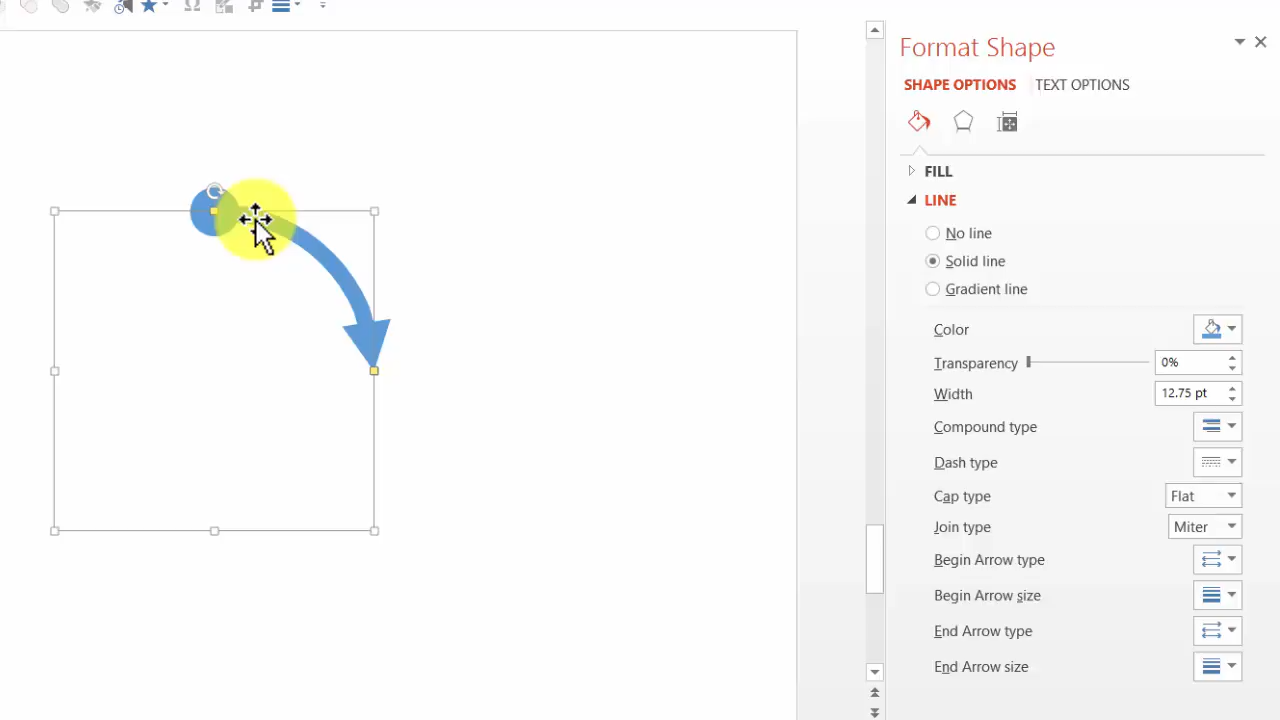 Format Shape
SHAPE OPTIONS TEXT OPTIONS
FILL
LINE
No line
Solid line
Gradient line
Color
Transparency 0%
Width 12.75 pt
Compound type
Dash type
Cap type Flat
Join type Miter
Begin Arrow type
Begin Arrow size
End Arrow type
End Arrow size